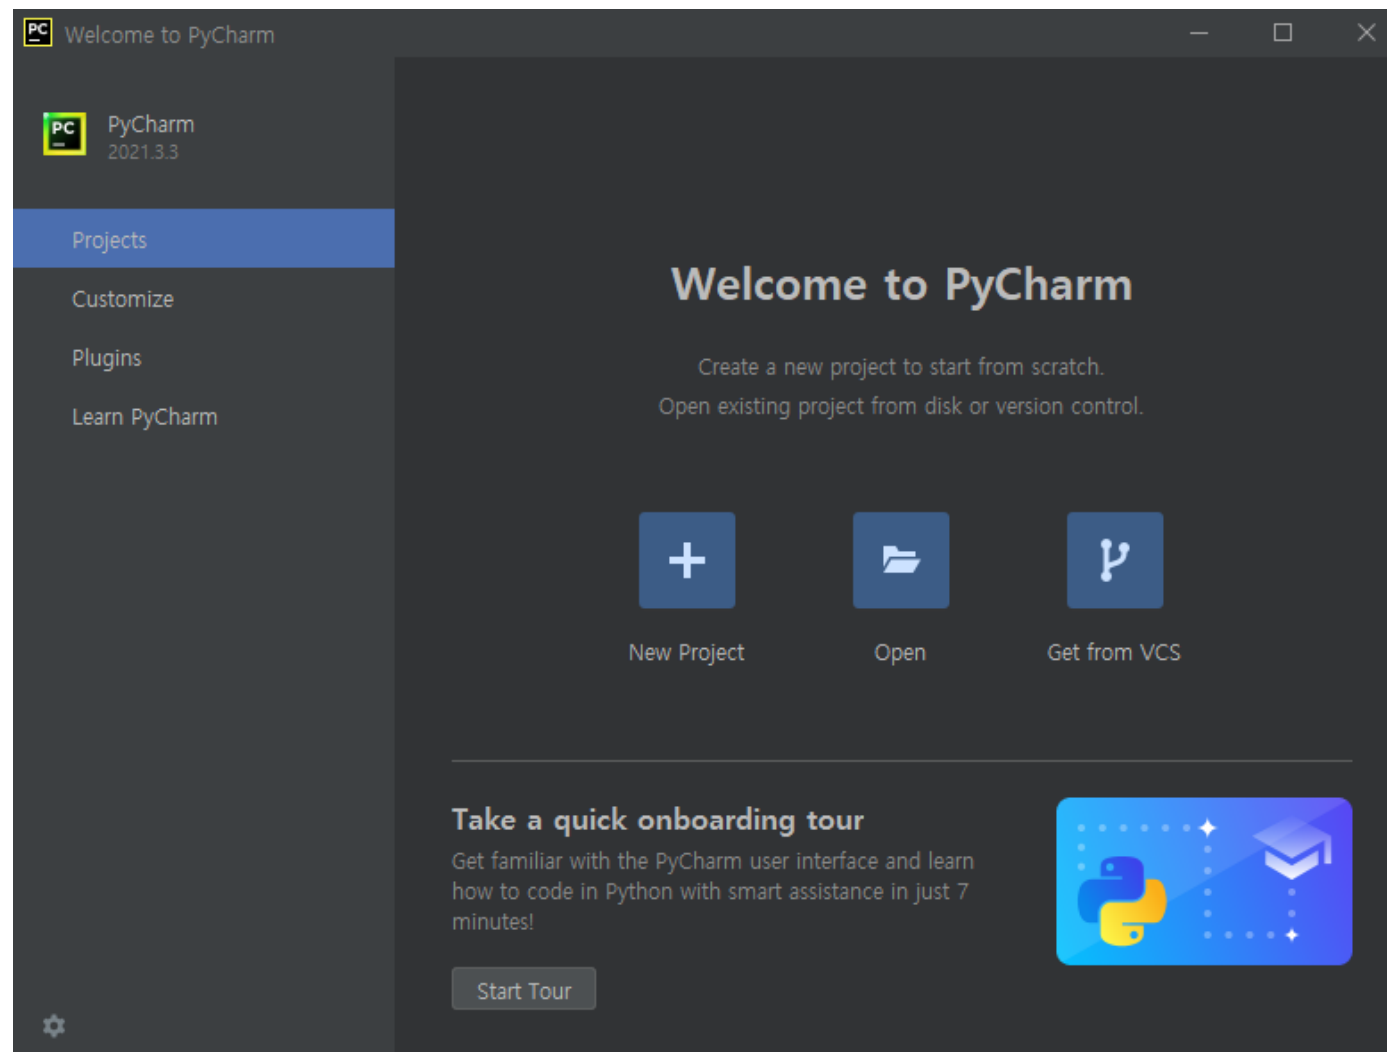 PC Welcome to PyCharm
PC PyCharm
2021.3.3
Projects
Customize
Plugins
Learn PyCharm
Welcome to PyCharm
Create a new project to start from scratch.
Open existing project from disk or version control.
New Project
Open
Get from VCS
Take a quick onboarding tour
Get familiar with the PyCharm user interface and learn
how to code in Python with smart assistance in just 7
minutes!
Start Tour